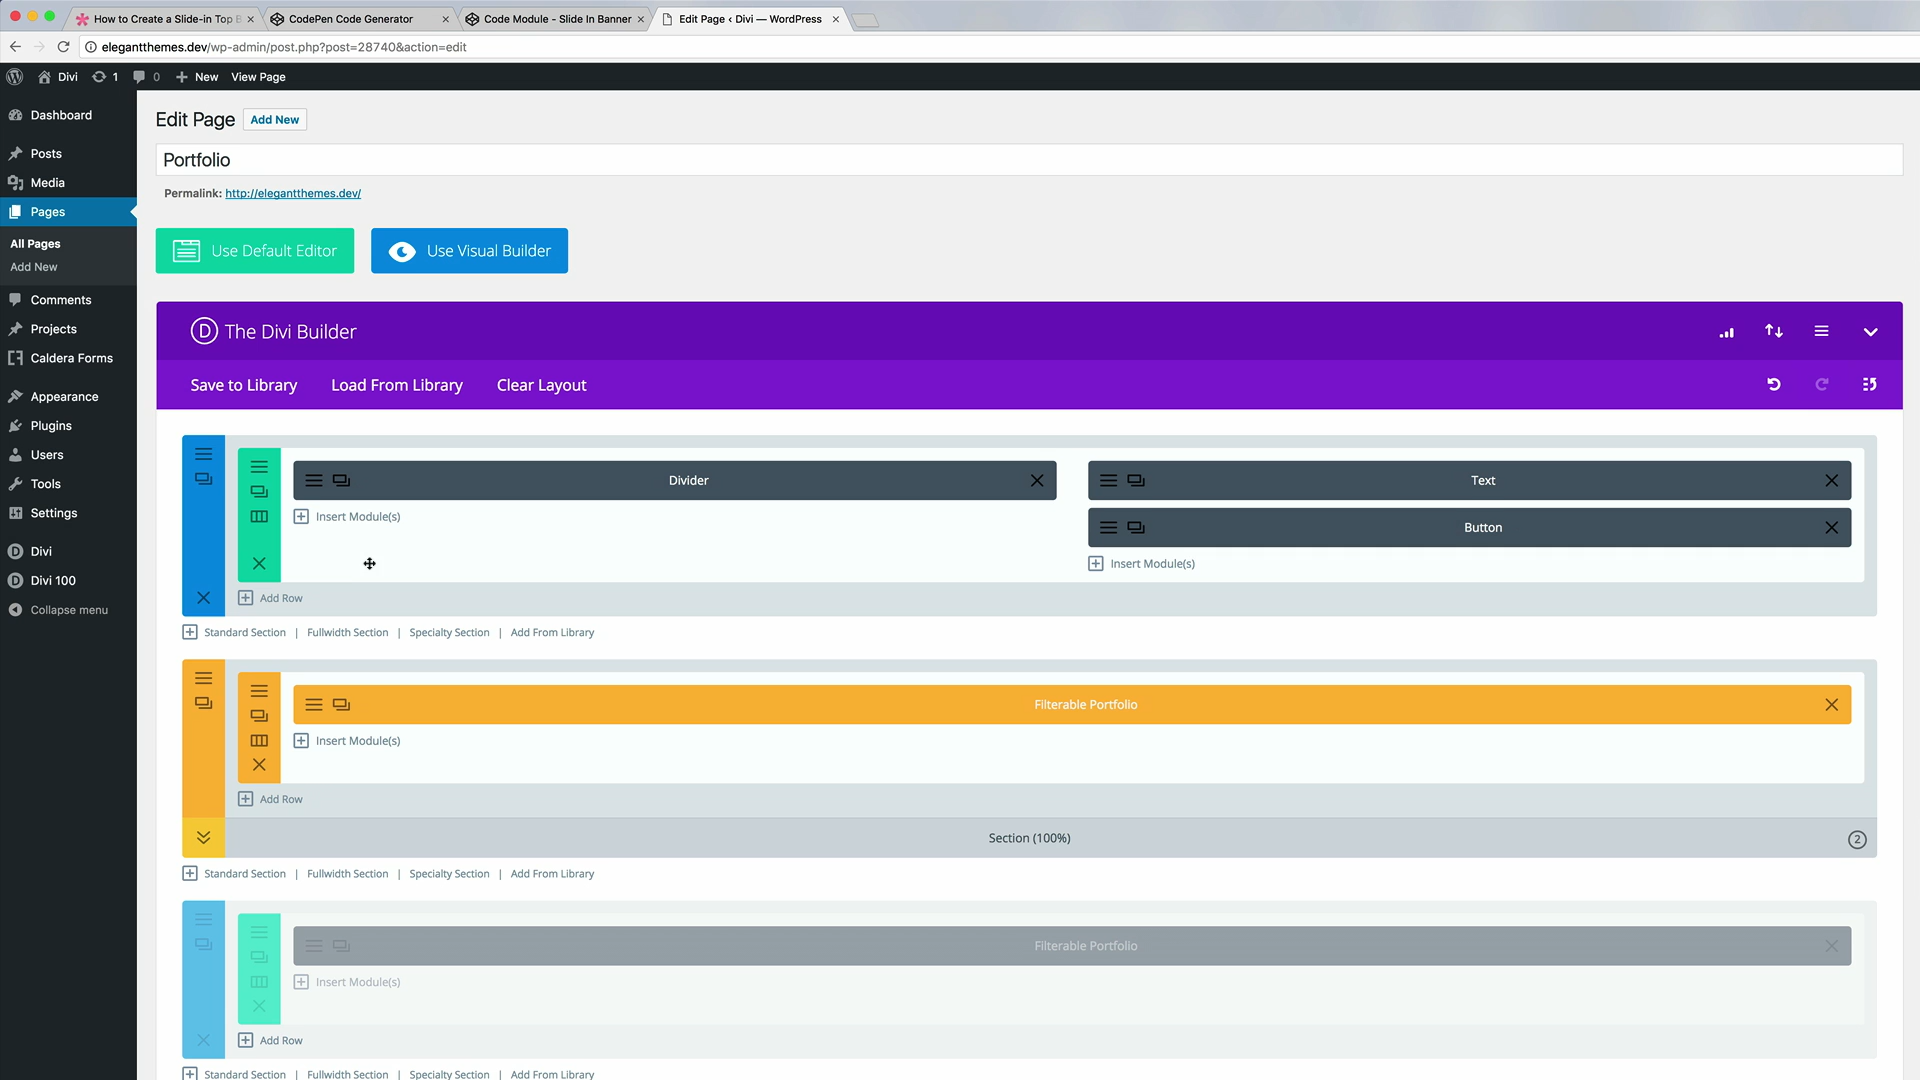 How to Create a Slide-in Top B
CodePen Code Generator
Code Module - Slide In Banner
Edit Page ‹ Divi — WordPress
elegantthemes.dev/wp-admin/post.php?post=28740&action=edit
Divi
1
0
New
View Page
Dashboard
Posts
Media
Pages
All Pages
Add New
Comments
Projects
Caldera Forms
Appearance
Plugins
Users
Tools
Settings
Divi
Divi 100
Collapse menu
Edit Page
Add New
Portfolio
Permalink: http://elegantthemes.dev/
Use Default Editor
Use Visual Builder
D The Divi Builder
Save to Library
Load From Library
Clear Layout
Divider
Insert Module(s)
Text
Button
Insert Module(s)
Add Row
Standard Section | Fullwidth Section | Specialty Section | Add From Library
Filterable Portfolio
Insert Module(s)
Add Row
Section (100%)
2
Standard Section | Fullwidth Section | Specialty Section | Add From Library
Filterable Portfolio
Insert Module(s)
Add Row
Standard Section | Fullwidth Section | Specialty Section | Add From Library